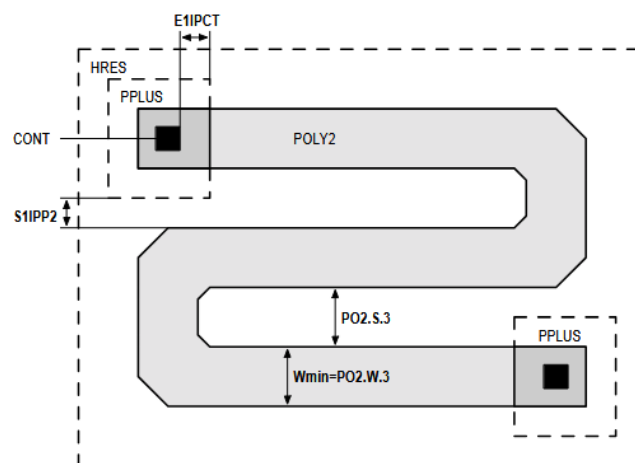 E1IPCT
HRES
PPLUS
CONT
POLY2
S1IPP2
PO2.S.3
PPLUS
Wmin=PO2.W.3